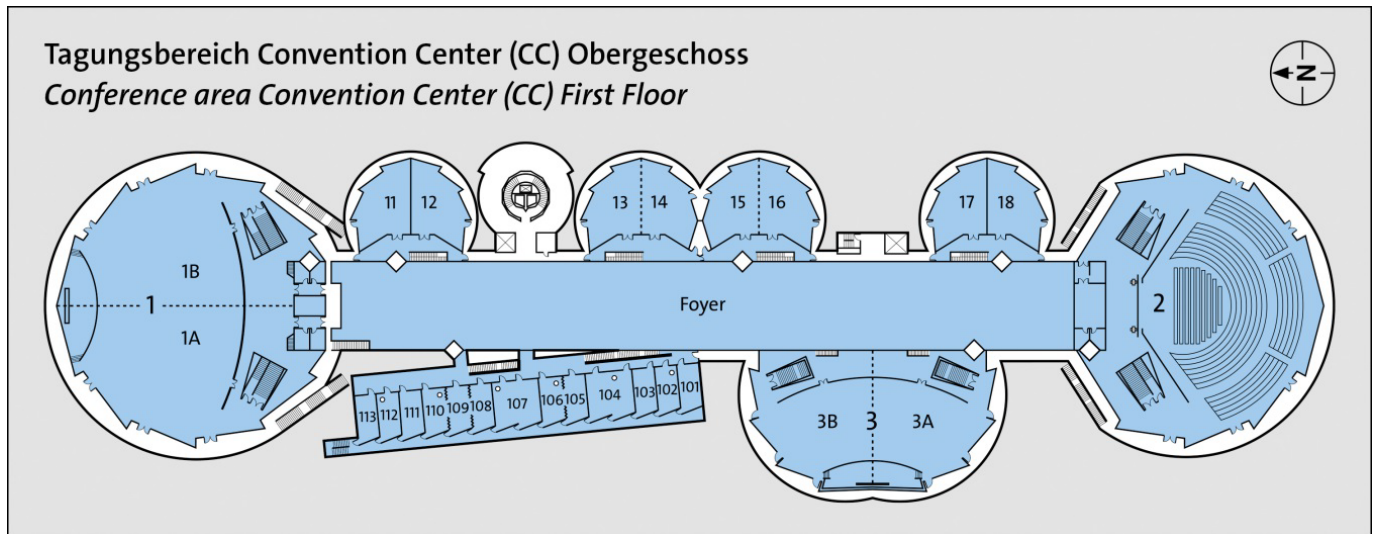 Tagungsbereich Convention Center (CC) Obergeschoss
Conference area Convention Center (CC) First Floor
N
11 12 13 14 15 16 17 18
1B
1
1A
Foyer
2
113 112 111 110 109 108 107 106 105 104 103 102 101
3B 3 3A